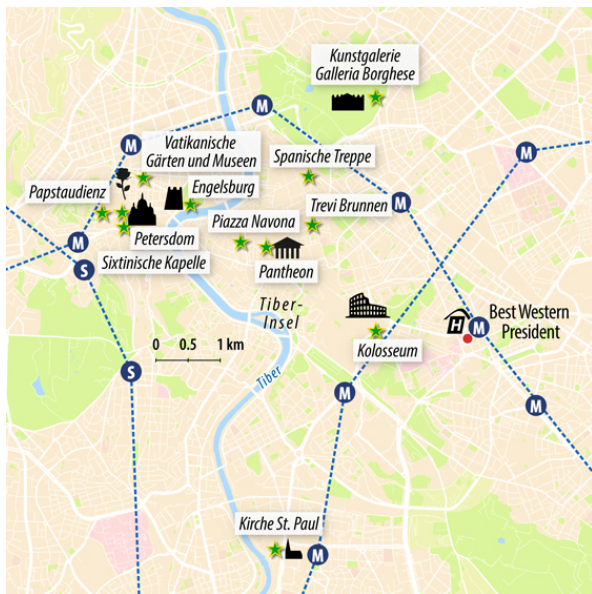 Kunstgalerie
Galleria Borghese
M
M
M
Vatikanische
Gärten und Museen
Spanische Treppe
Papstaudienz
Engelsburg
M
Piazza Navona
Trevi Brunnen
Petersdom
M
Sixtinische Kapelle
Pantheon
S
Tiber-
Insel
H
M
Best Western
President
0 0.5 1 km
Kolosseum
Tiber
S
M
M
Kirche St. Paul
M